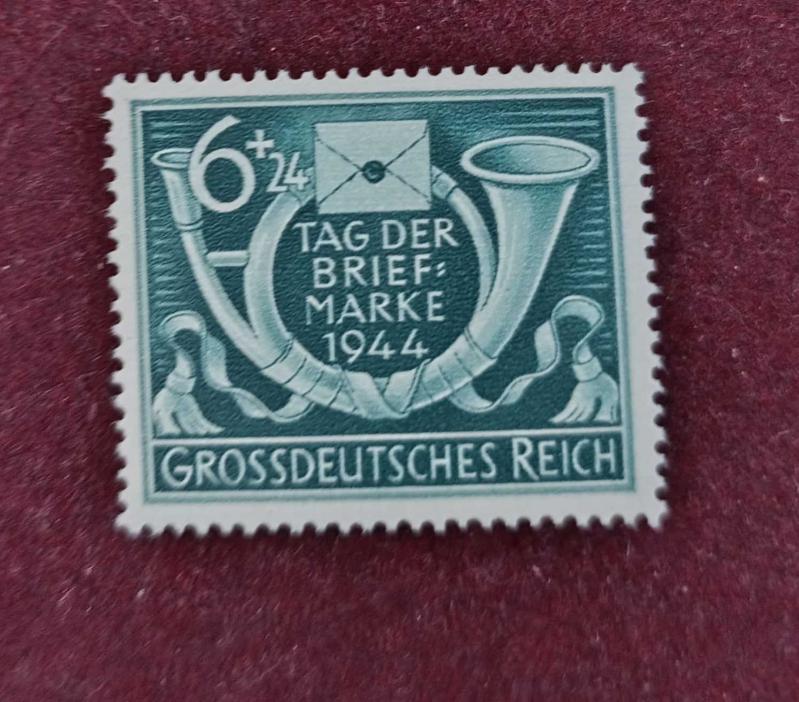 6+24
TAG DER
BRIEF:
MARKE
1944
GROSSDEUTSCHES REICH